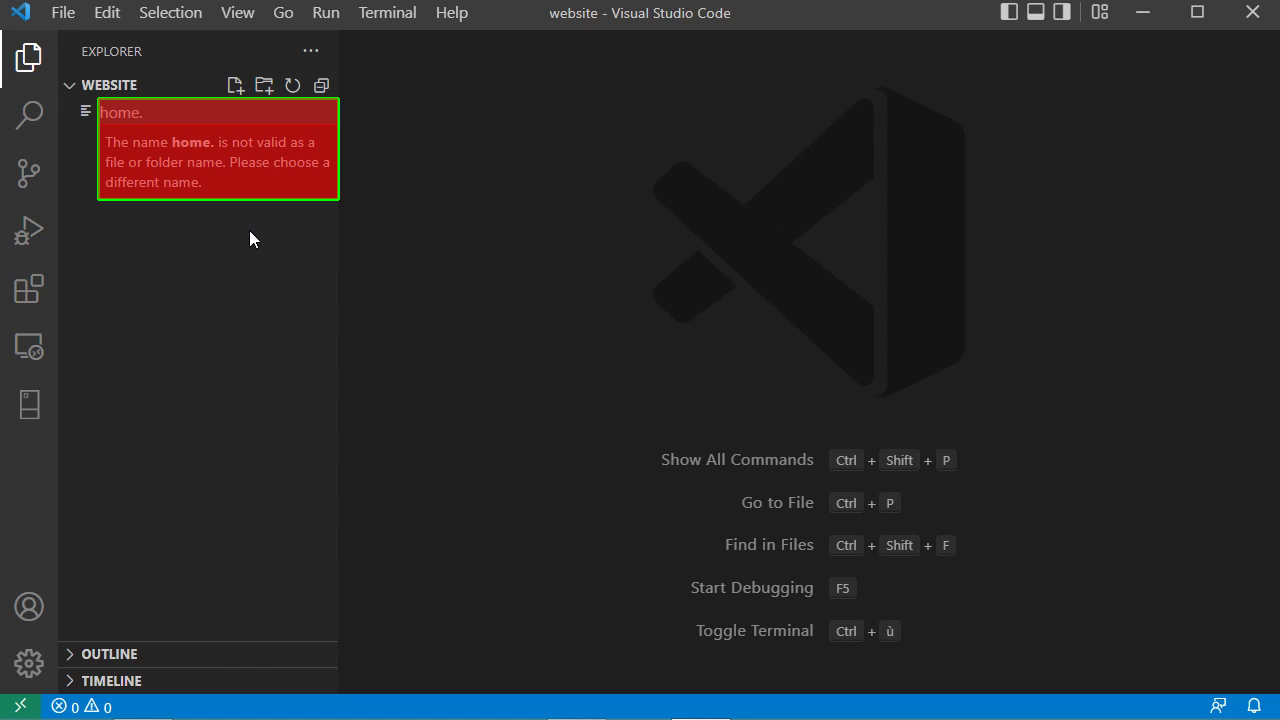 File Edit Selection View Go Run Terminal Help website - Visual Studio Code
EXPLORER
WEBSITE
home.
The name home. is not valid as a
file or folder name. Please choose a
different name.
Show All Commands Ctrl + Shift + P
Go to File Ctrl + P
Find in Files Ctrl + Shift + F
Start Debugging F5
Toggle Terminal Ctrl + ù
OUTLINE
TIMELINE
0 0